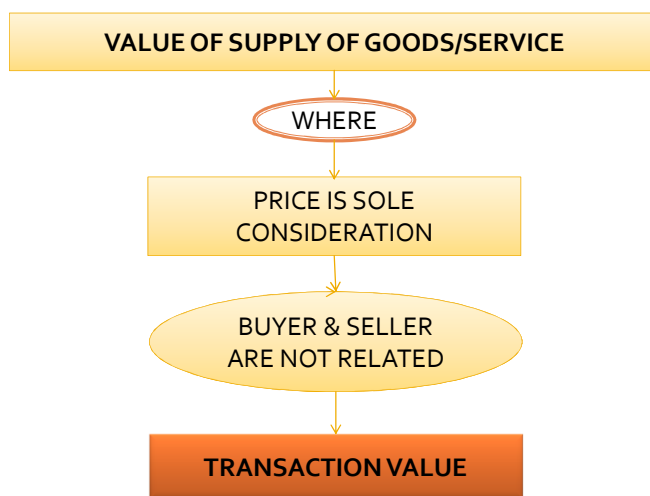 VALUE OF SUPPLY OF GOODS/SERVICE
WHERE
PRICE IS SOLE
CONSIDERATION
BUYER & SELLER
ARE NOT RELATED
TRANSACTION VALUE